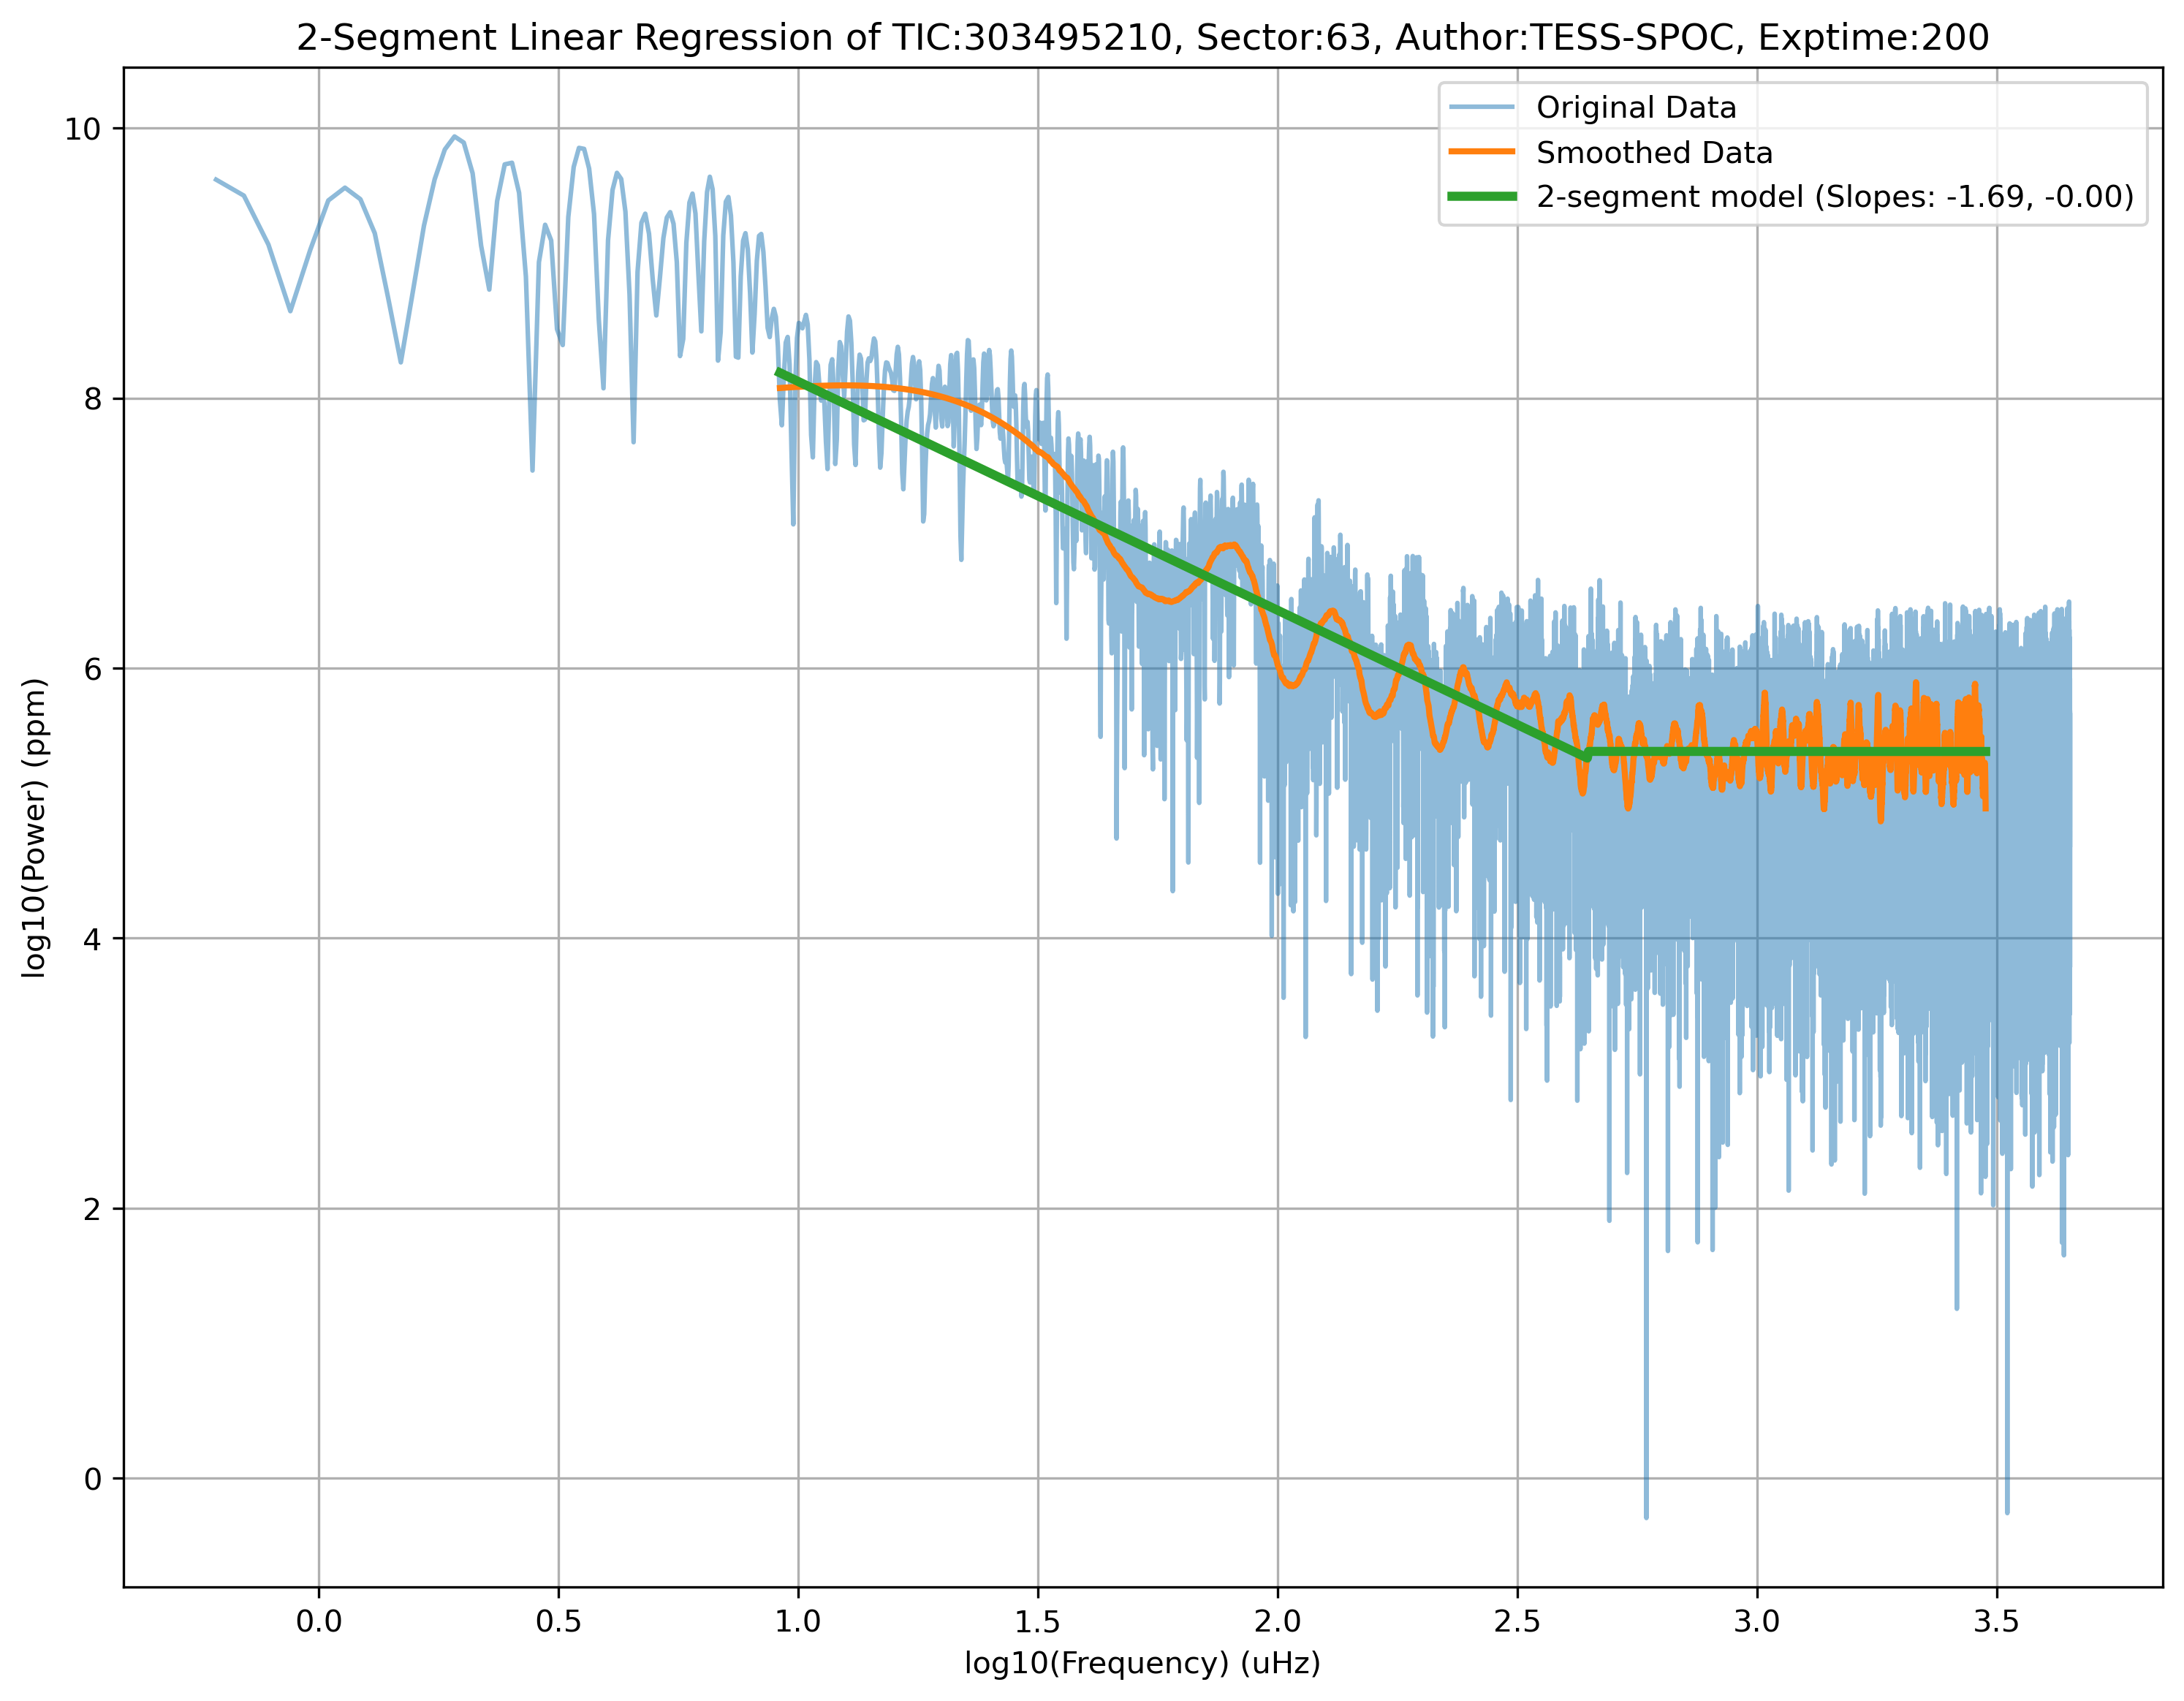 2-Segment Linear Regression of TIC:303495210, Sector:63, Author:TESS-SPOC, Exptime:200
Original Data
Smoothed Data
2-segment model (Slopes: -1.69, -0.00)
log10(Power) (ppm)
10
8
6
4
2
0
0.0 0.5 1.0 1.5 2.0 2.5 3.0 3.5
log10(Frequency) (uHz)